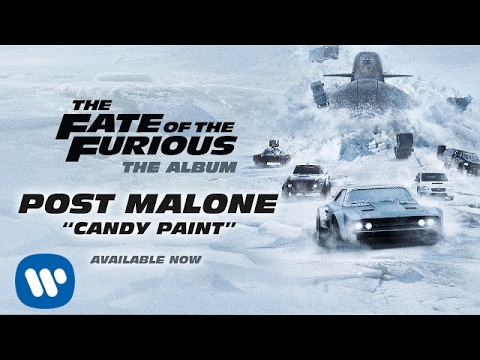 THE
FATE OF THE
FURIOUS
THE ALBUM
POST MALONE
“CANDY PAINT”
AVAILABLE NOW